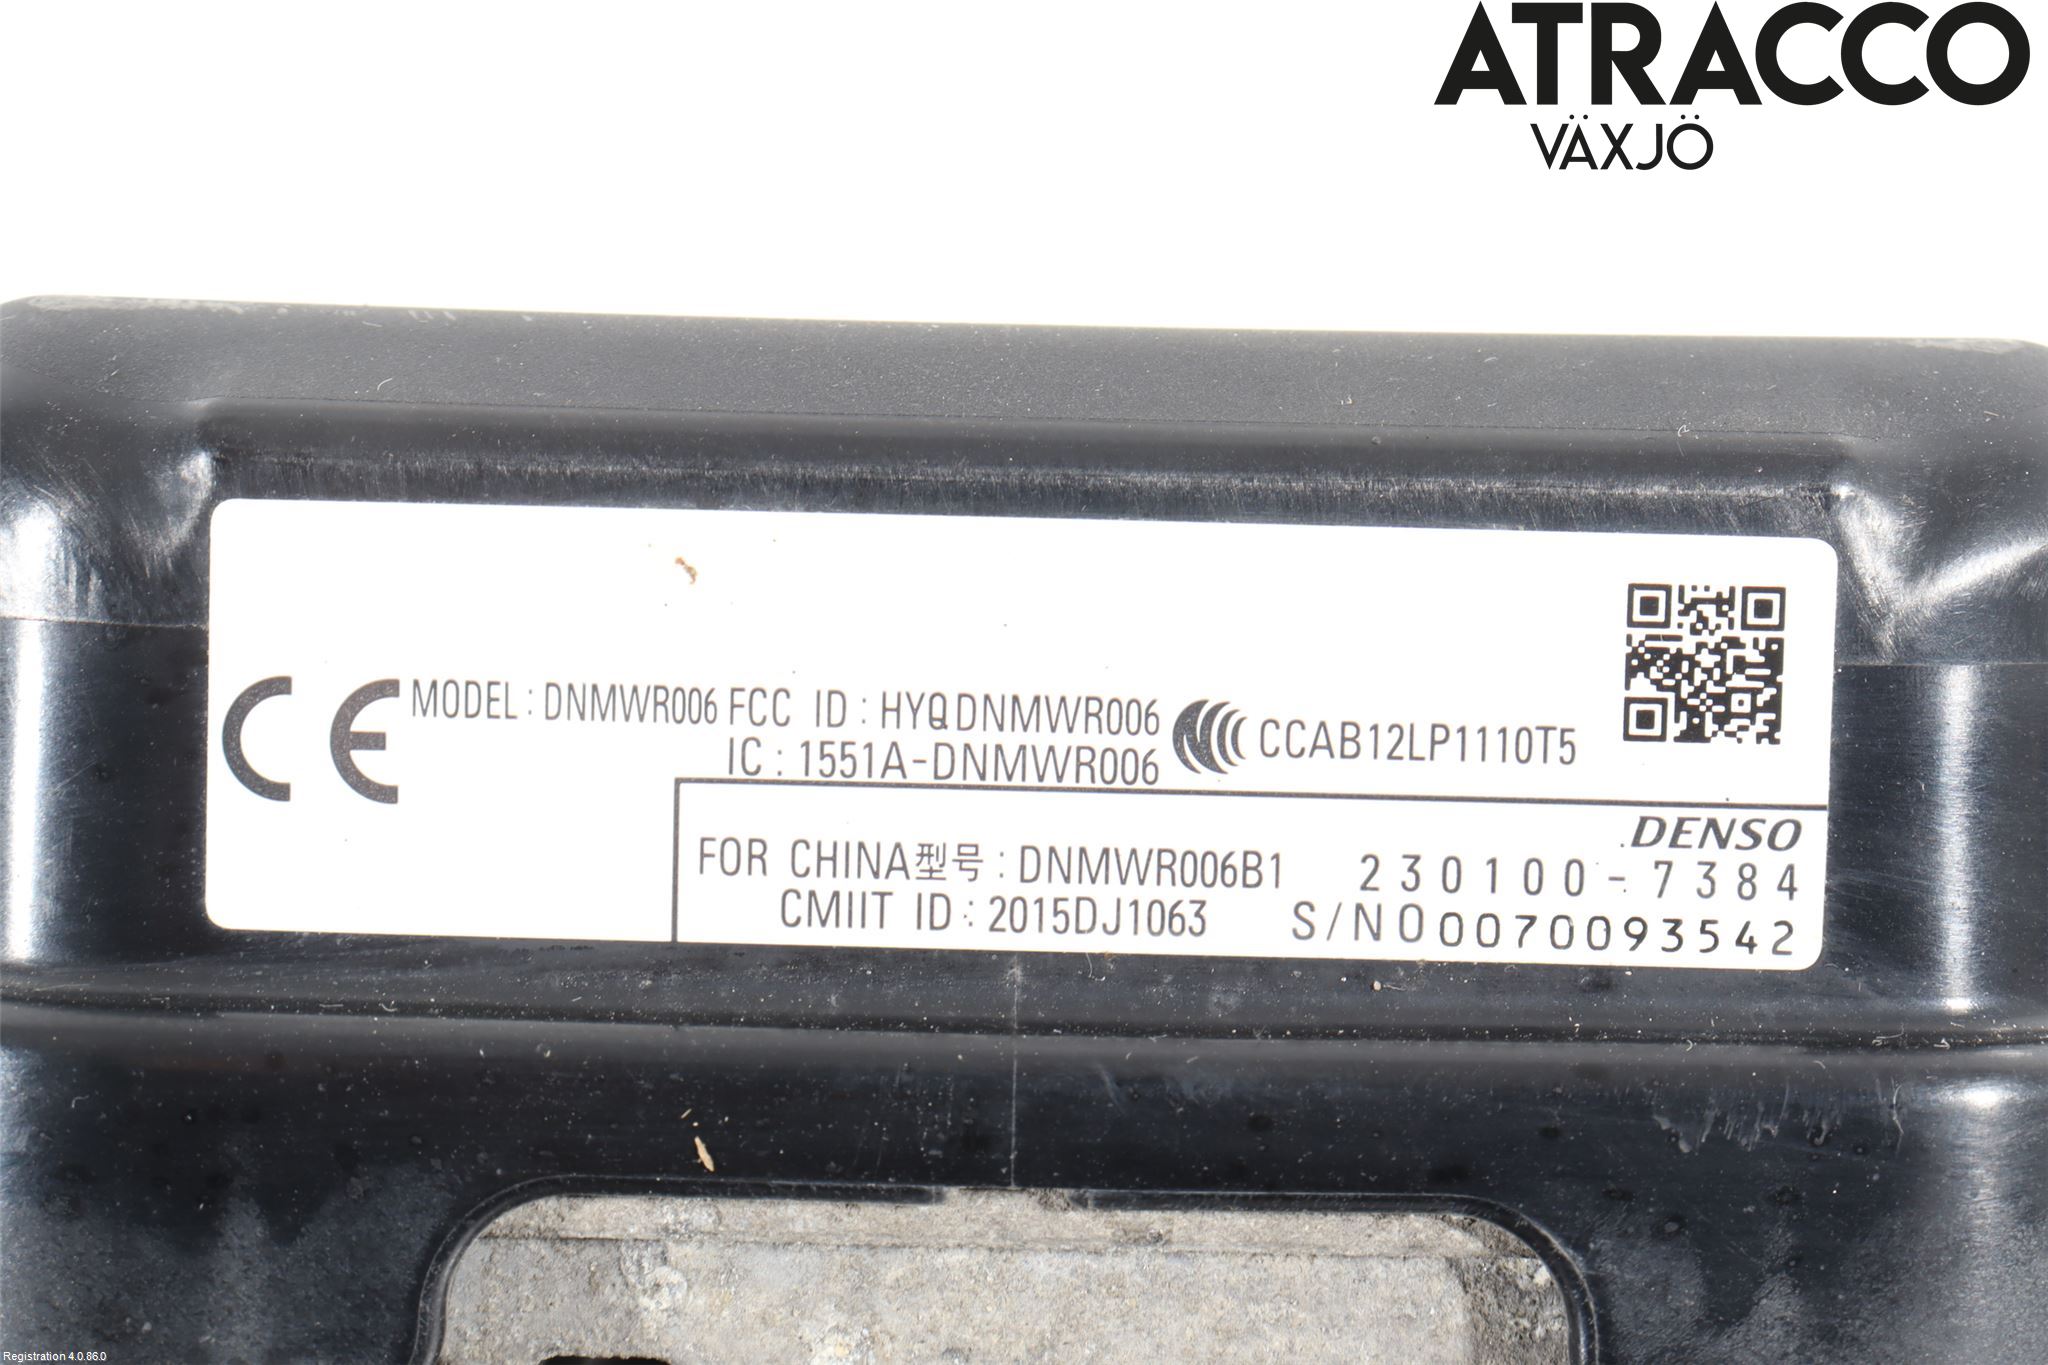 ATRACCO
VÄXJÖ
CE MODEL : DNMWR006 FCC ID : HYQDNMWR006
IC : 1551A-DNMWR006
CCAB12LP1110T5
DENSO
FOR CHINA型号 : DNMWR006B1 230100-7384
CMIIT ID : 2015DJ1063 S/NO0070093542
Registration 4.0.86.0